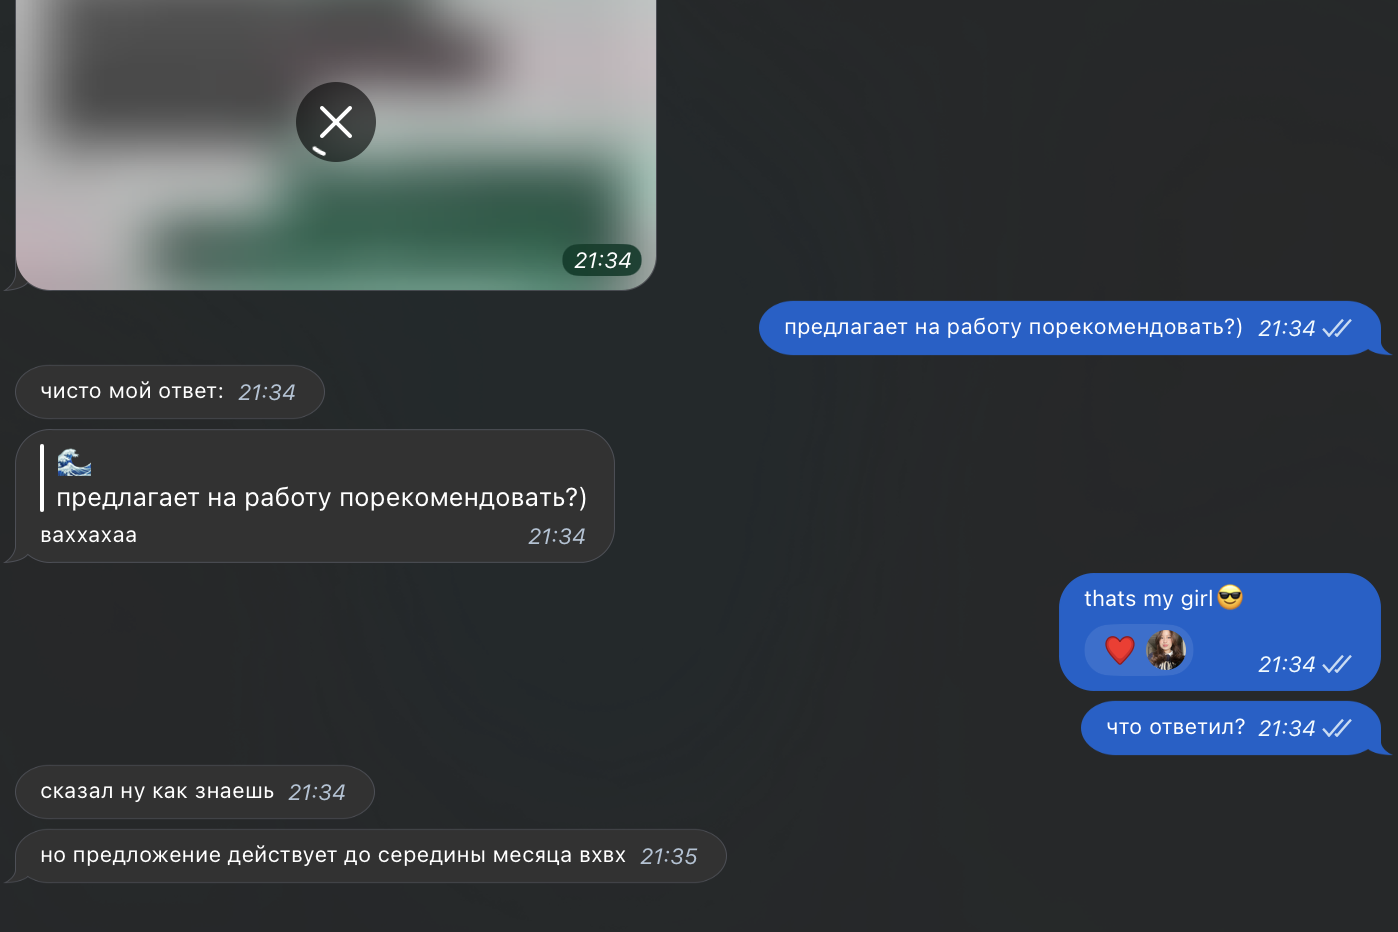 21:34
предлагает на работу порекомендовать?) 21:34
чисто мой ответ: 21:34
🌊
предлагает на работу порекомендовать?)
ваххахаа 21:34
thats my girl😎
❤️ 21:34
что ответил? 21:34
сказал ну как знаешь 21:34
но предложение действует до середины месяца вхвх 21:35